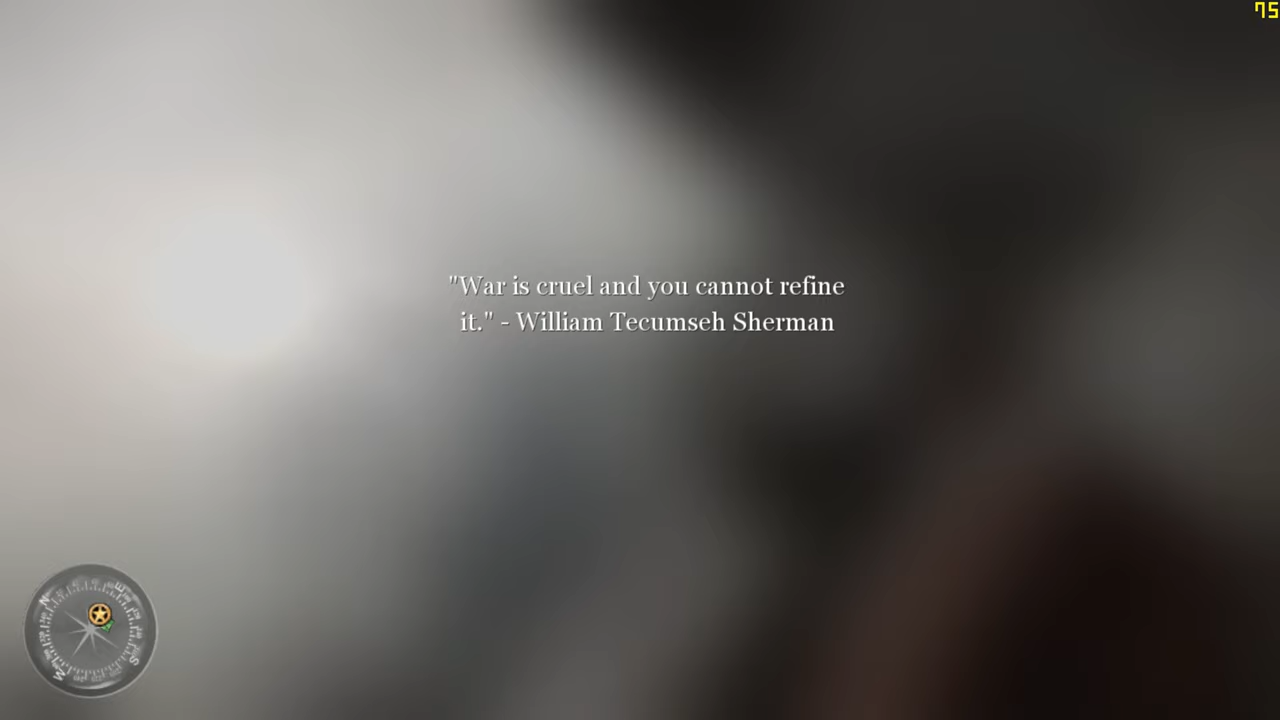 75
"War is cruel and you cannot refine
it." - William Tecumseh Sherman
N
E
S
W